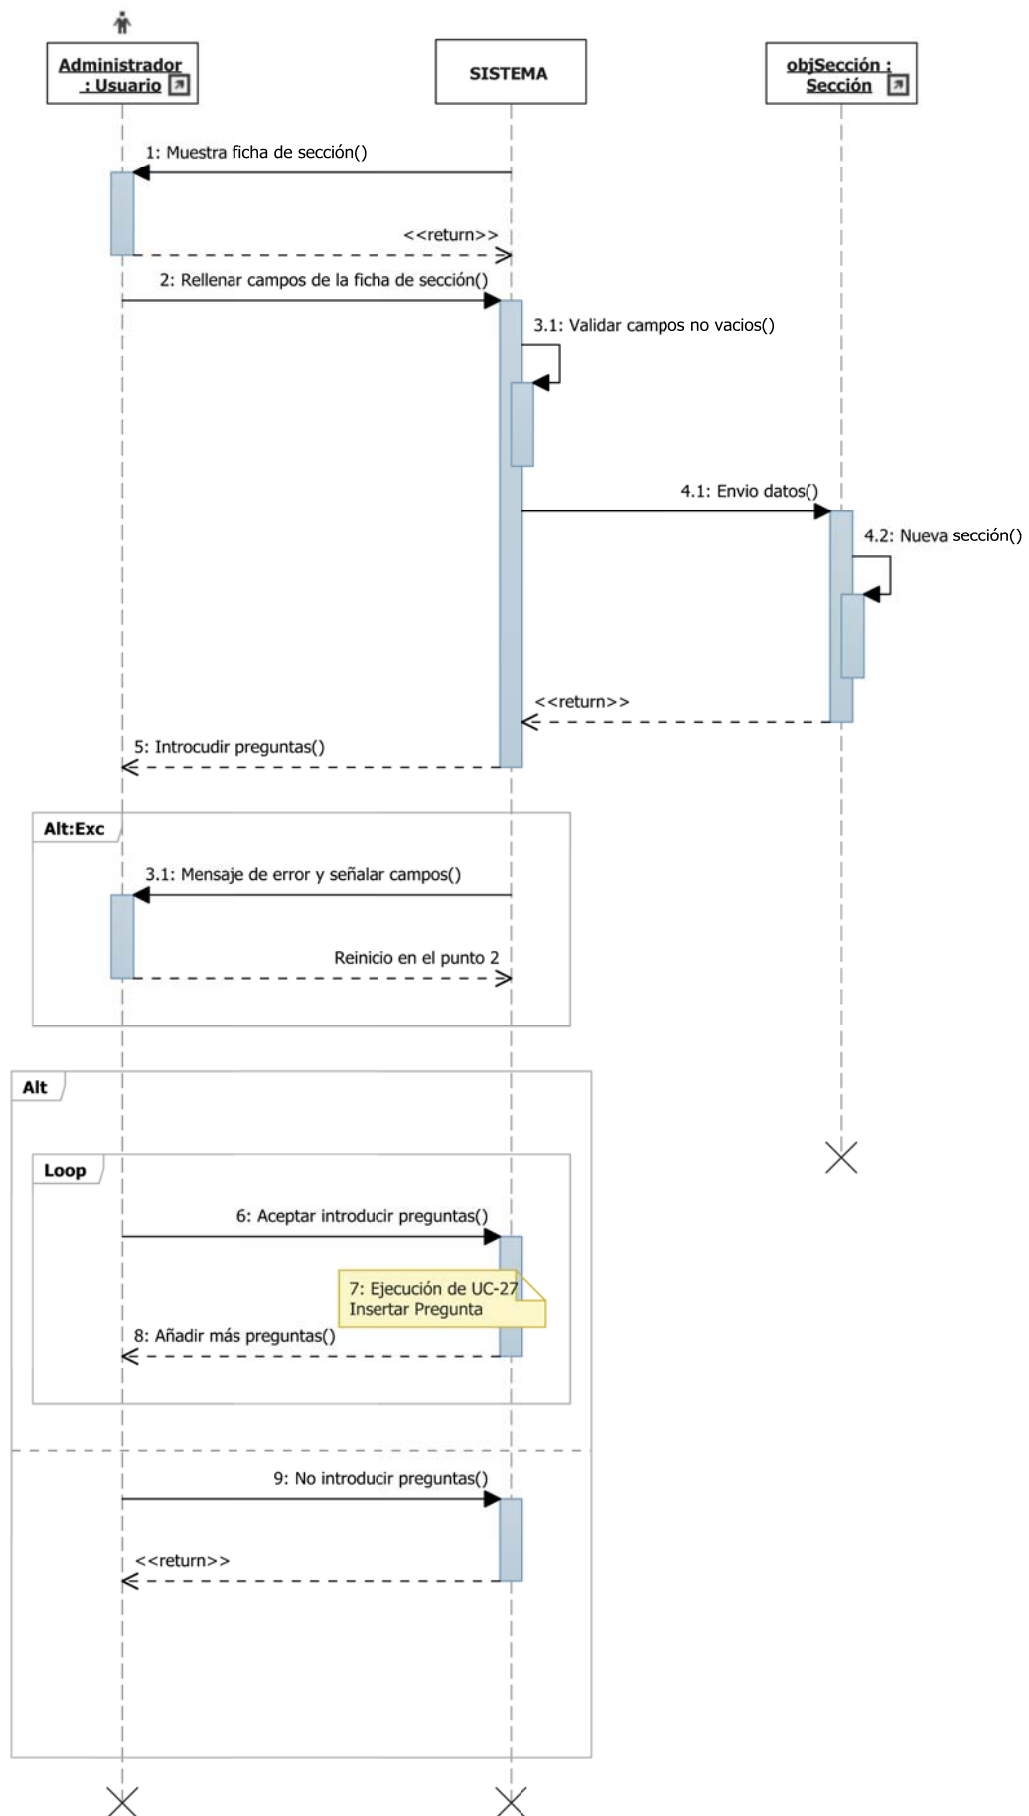 Administrador
: Usuario
SISTEMA
objSección :
Sección
1: Muestra ficha de sección()
<<return>>
2: Rellenar campos de la ficha de sección()
3.1: Validar campos no vacios()
4.1: Envio datos()
4.2: Nueva sección()
<<return>>
5: Introcudir preguntas()
Alt:Exc
3.1: Mensaje de error y señalar campos()
Reinicio en el punto 2
Alt
Loop
6: Aceptar introducir preguntas()
7: Ejecución de UC-27
Insertar Pregunta
8: Añadir más preguntas()
9: No introducir preguntas()
<<return>>